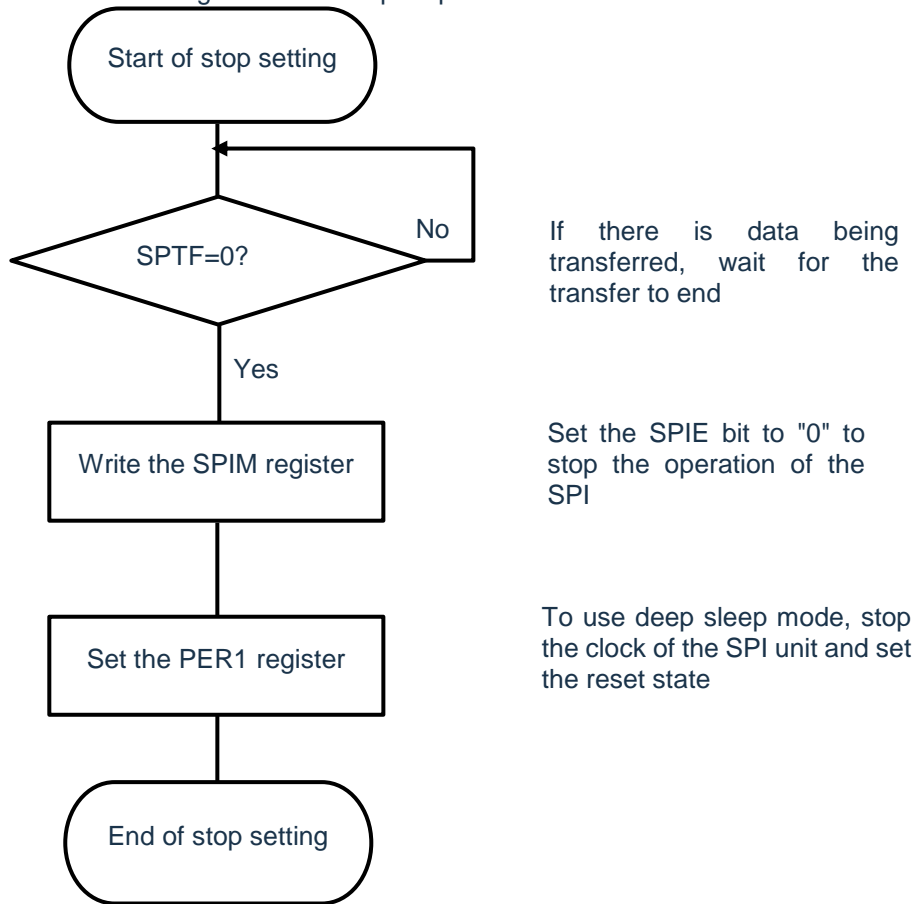 Start of stop setting
No
If there is data being
transferred, wait for the
transfer to end
SPTF=0?
Yes
Write the SPIM register
Set the SPIE bit to "0" to
stop the operation of the
SPI
Set the PER1 register
To use deep sleep mode, stop
the clock of the SPI unit and set
the reset state
End of stop setting